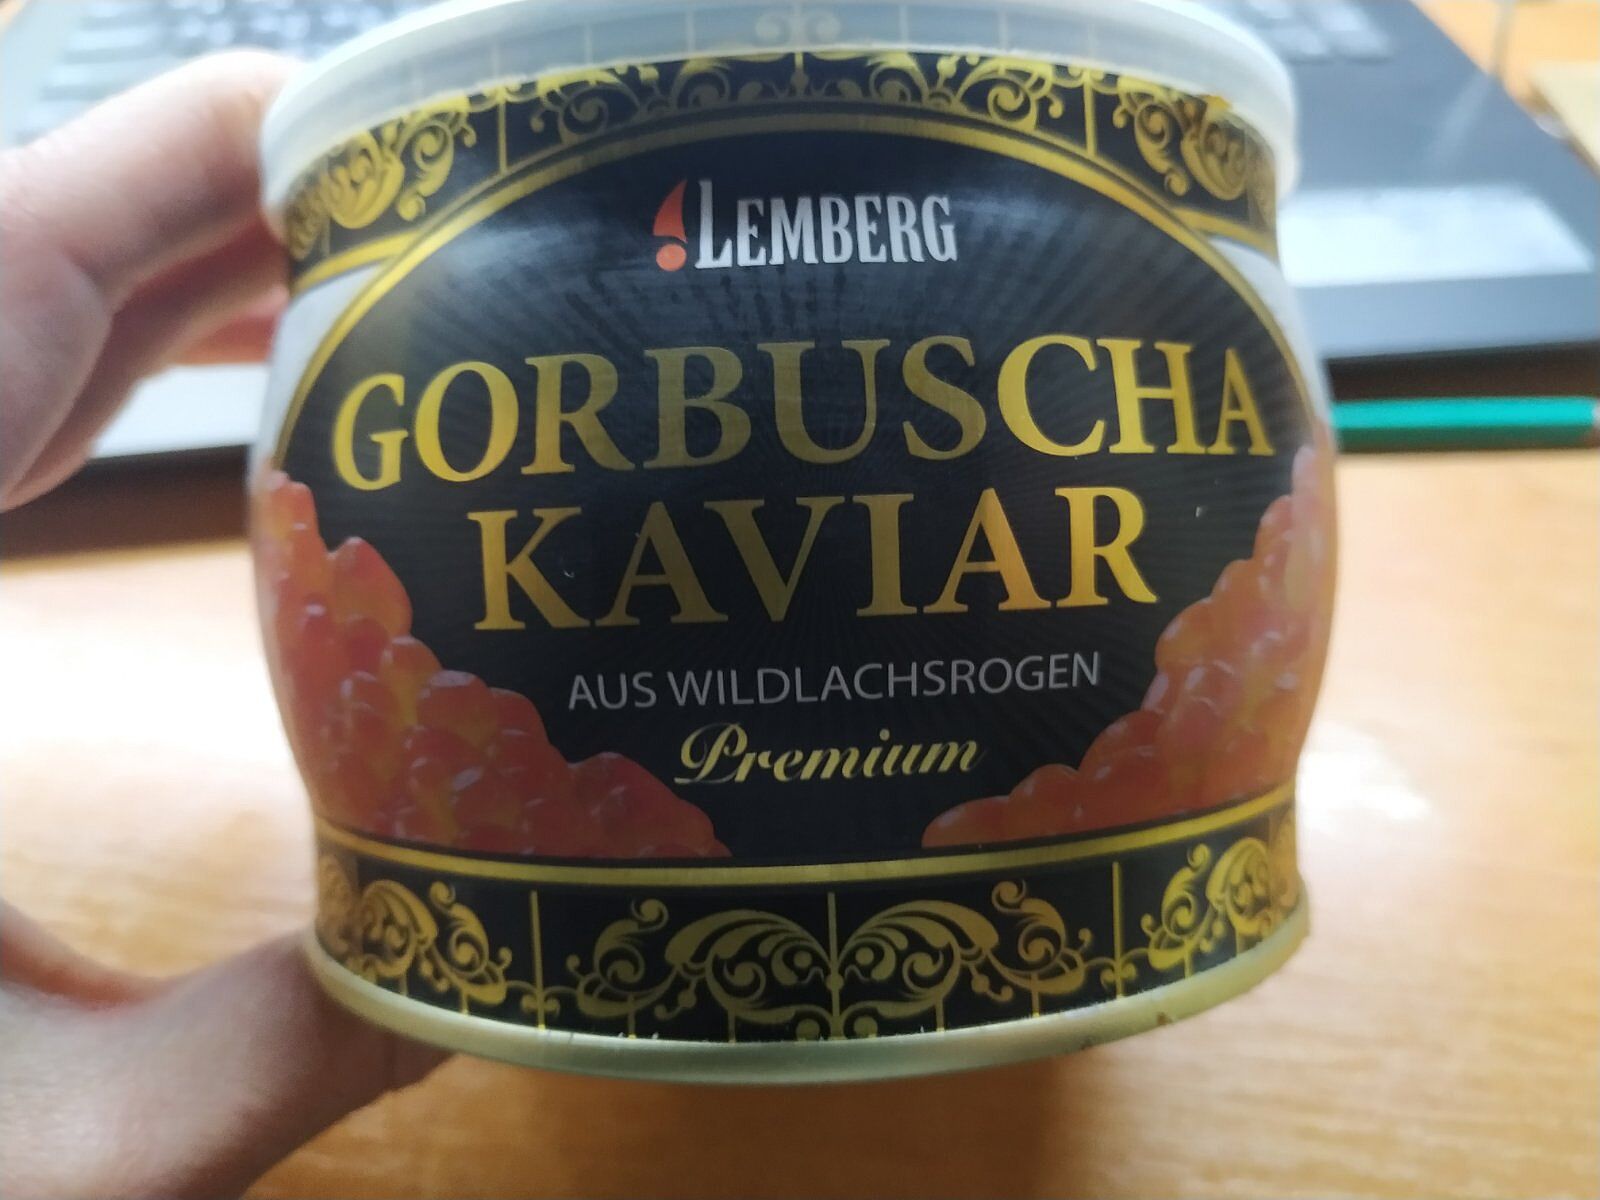 LEMBERG
GORBUSCHA
KAVIAR
AUS WILDLACHSROGEN
Premium